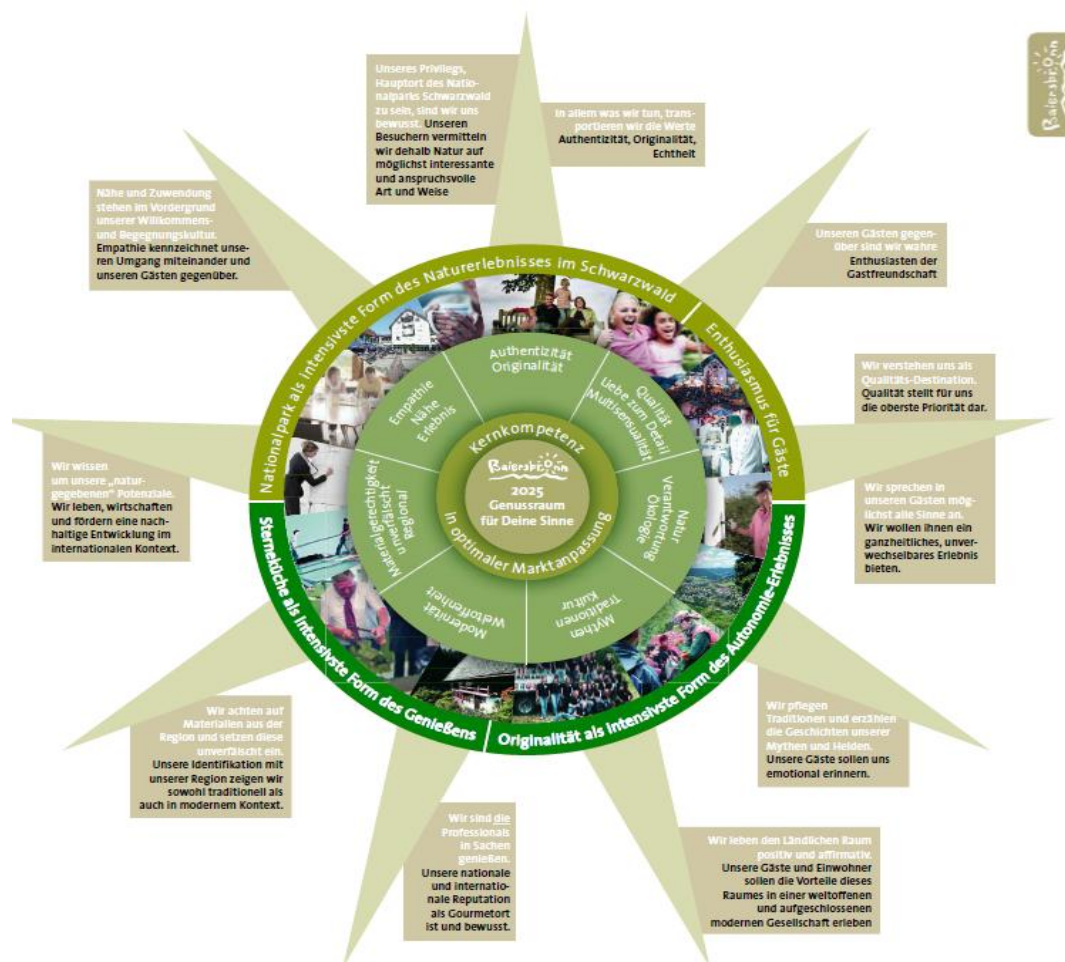 Baiersbronn
Unseres Privilegs,
Hauptort des Natio-
nalparks Schwarzwald
zu sein, sind wir uns
bewusst. Unseren
Besuchern vermitteln
wir dehalb Natur auf
möglichst interessante
und anspruchsvolle
Art und Weise
In allem was wir tun, trans-
portieren wir die Werte
Authentizität, Originalität,
Echtheit
Nähe und Zuwendung
stehen im Vordergrund
unserer Willkommens-
und Begegnungskultur.
Empathie kennzeichnet unse-
ren Umgang miteinander und
unseren Gästen gegenüber.
Unseren Gästen gegen-
über sind wir wahre
Enthusiasten der
Gastfreundschaft
Wir verstehen uns als
Qualitäts-Destination.
Qualität stellt für uns
die oberste Priorität dar.
Wir wissen
um unsere „natur-
gegebenen" Potenziale.
Wir leben, wirtschaften
und fördern eine nach-
haltige Entwicklung im
internationalen Kontext.
Wir sprechen in
unseren Gästen mög-
lichst alle Sinne an.
Wir wollen ihnen ein
ganzheitliches, unver-
wechselbares Erlebnis
bieten.
Nationalpark als intensivste Form des Naturerlebnisses im Schwarzwald
Enthusiasmus für Gäste
Sterneküche als intensivste Form des Genießens
Originalität als intensivste Form des Autonomie-Erlebnisses
Authentizität
Originalität
Qualität
Liebe zum Detail
Multisensualität
Natur
Verantwortung
Ökologie
Mythen
Traditionen
Kultur
Modernität
Weltoffenheit
Materialgerechtigkeit
unverfälscht
Regional
Empathie
Nähe
Erlebnis
Kernkompetenz
Baiersbronn
2025
Genussraum
für Deine Sinne
in optimaler Marktanpassung
Wir achten auf
Materialien aus der
Region und setzen diese
unverfälscht ein.
Unsere Identifikation mit
unserer Region zeigen wir
sowohl traditionell als
auch in modernem Kontext.
Wir pflegen
Traditionen und erzählen
die Geschichten unserer
Mythen und Helden.
Unsere Gäste sollen uns
emotional erinnern.
Wir sind die
Professionals
in Sachen
genießen.
Unsere nationale
und internatio-
nale Reputation
als Gourmetort
ist und bewusst.
Wir leben den Ländlichen Raum
positiv und affirmativ.
Unsere Gäste und Einwohner
sollen die Vorteile dieses
Raumes in einer weltoffenen
und aufgeschlossenen
modernen Gesellschaft erleben